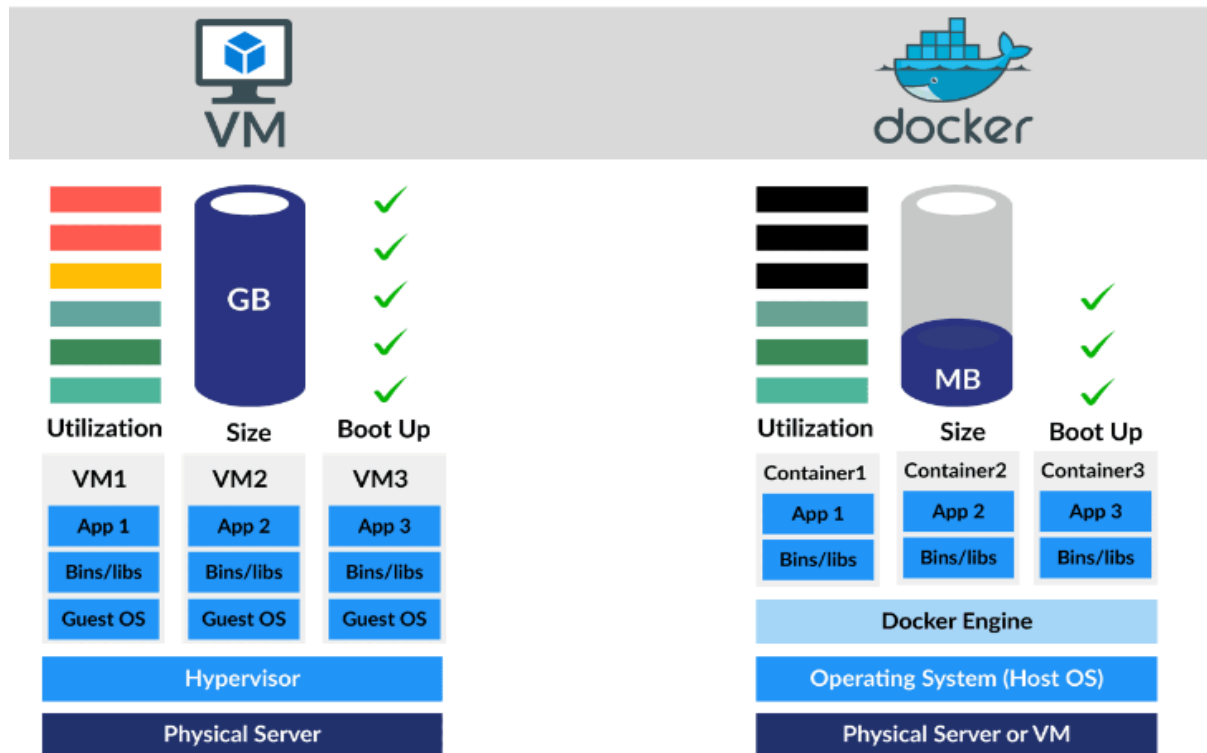 VM
docker
GB
MB
Utilization
Size
Boot Up
Utilization
Size
Boot Up
VM1
VM2
VM3
App 1
App 2
App 3
Bins/libs
Bins/libs
Bins/libs
Guest OS
Guest OS
Guest OS
Hypervisor
Physical Server
Container1
Container2
Container3
App 1
App 2
App 3
Bins/libs
Bins/libs
Bins/libs
Docker Engine
Operating System (Host OS)
Physical Server or VM